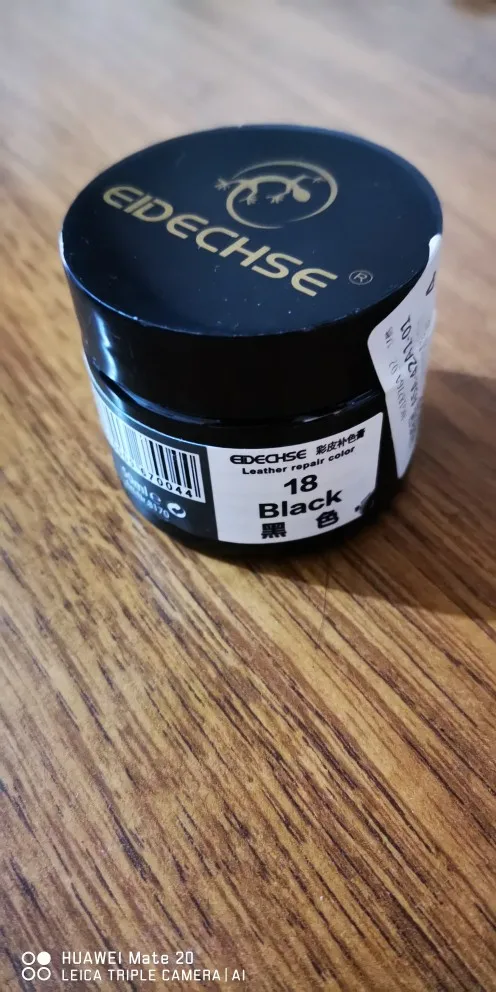 EIDECHSE ®
EIDECHSE 彩皮补色膏
Leather repair color
18
Black
黑 色
670044
HUAWEI Mate 20
LEICA TRIPLE CAMERA | AI